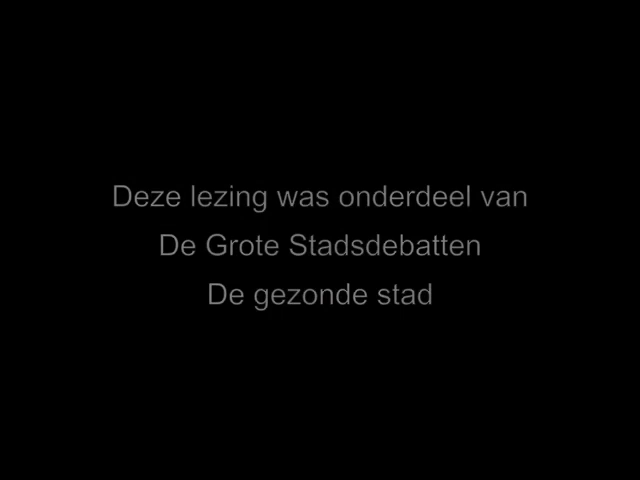 Deze lezing was onderdeel van
De Grote Stadsdebatten
De gezonde stad